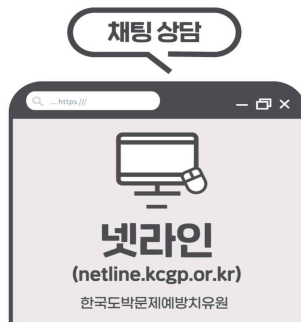 채팅 상담
... https:///
넷라인
(netline.kcgp.or.kr)
한국도박문제예방치유원